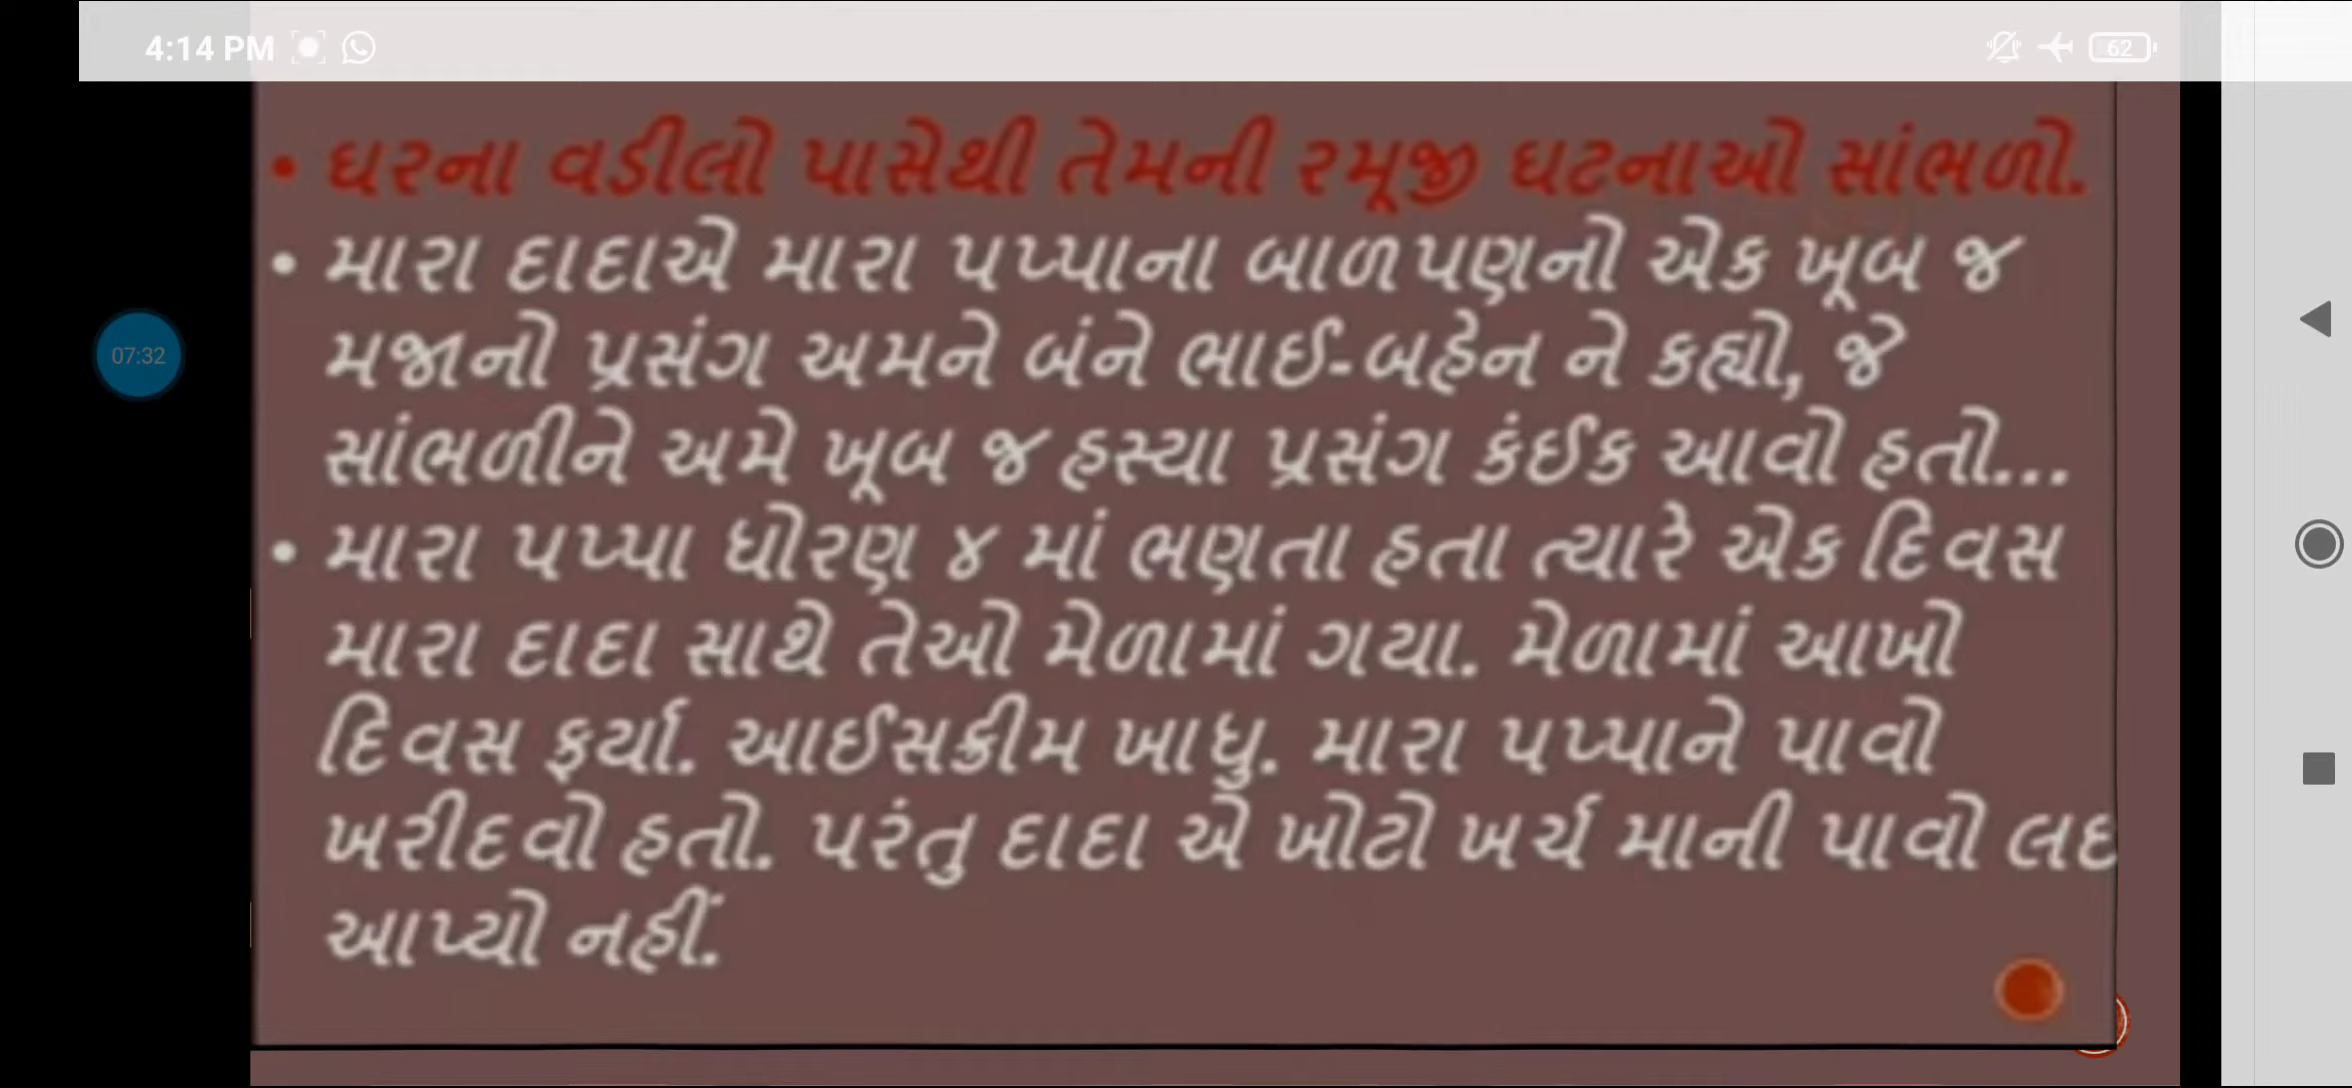 4:14 PM
62
• ઘરના વડીલો પાસેથી તેમની રમૂજી ઘટનાઓ સાંભળો.
• મારા દાદાએ મારા પપ્પાના બાળપણનો એક ખૂબ જ
મજાનો પ્રસંગ અમને બંને ભાઈ-બહેન ને કહ્યો, જે
07:32
સાંભળીને અમે ખૂબ જ હસ્યા પ્રસંગ કંઈક આવો હતો...
• મારા પપ્પા ધોરણ ૪ માં ભણતા હતા ત્યારે એક દિવસ
મારા દાદા સાથે તેઓ મેળામાં ગયા. મેળામાં આખો
દિવસ ફર્યા. આઈસક્રીમ ખાધુ. મારા પપ્પાને પાવો
ખરીદવો હતો. પરંતુ દાદા એ ખોટો ખર્ચ માની પાવો
આપ્યો નહીં.